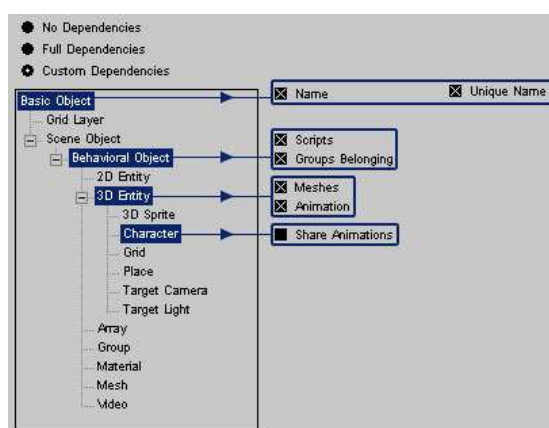 No Dependencies
Full Dependencies
Custom Dependencies
Basic Object
Name
Unique Name
Grid Layer
Scene Object
Scripts
Behavioral Object
Groups Belonging
2D Entity
Meshes
3D Entity
Animation
3D Sprite
Character
Share Animations
Grid
Place
Target Camera
Target Light
Array
Group
Material
Mesh
Video